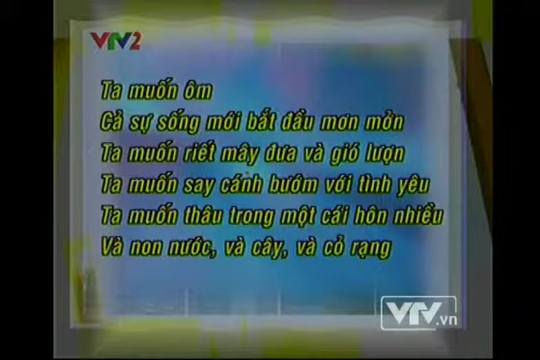 VTV2
Ta muốn ôm
Cả sự sống mới bắt đầu mơn mởn
Ta muốn riết mây đưa và gió lượn
Ta muốn say cánh bướm với tình yêu
Ta muốn thâu trong một cái hôn nhiều
Và non nước, và cây, và cỏ rạng
VTV.vn